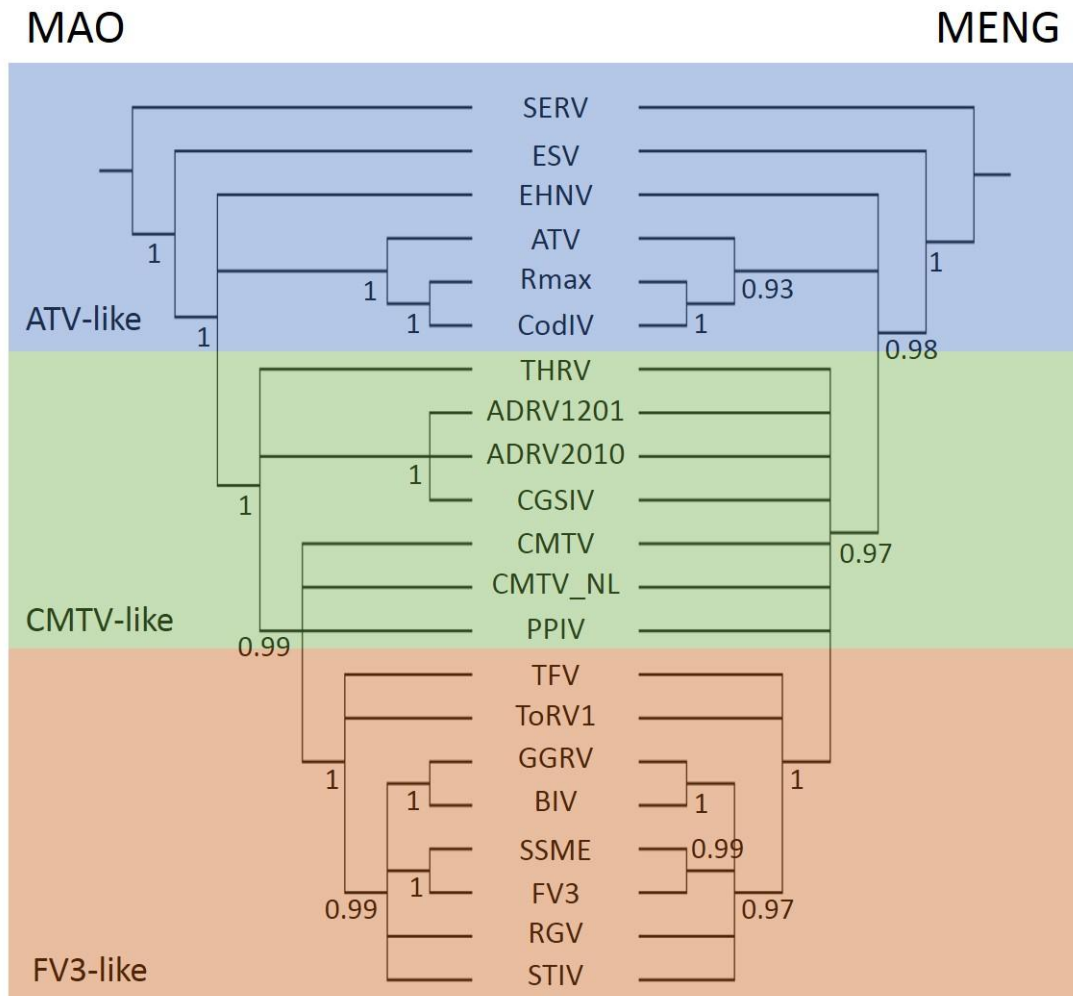 MAO MENG
SERV
ESV
EHNV
ATV
1 1
Rmax
0.93
1
CodIV
1 1
ATV-like
1
0.98
THRV
ADRV1201
ADRV2010
1
CGSIV
1
CMTV
0.97
CMTV_NL
CMTV-like
PPIV
0.99
TFV
ToRV1
GGRV
1 1
BIV
1 1
SSME
0.99
FV3
1
0.99 0.97
RGV
FV3-like
STIV